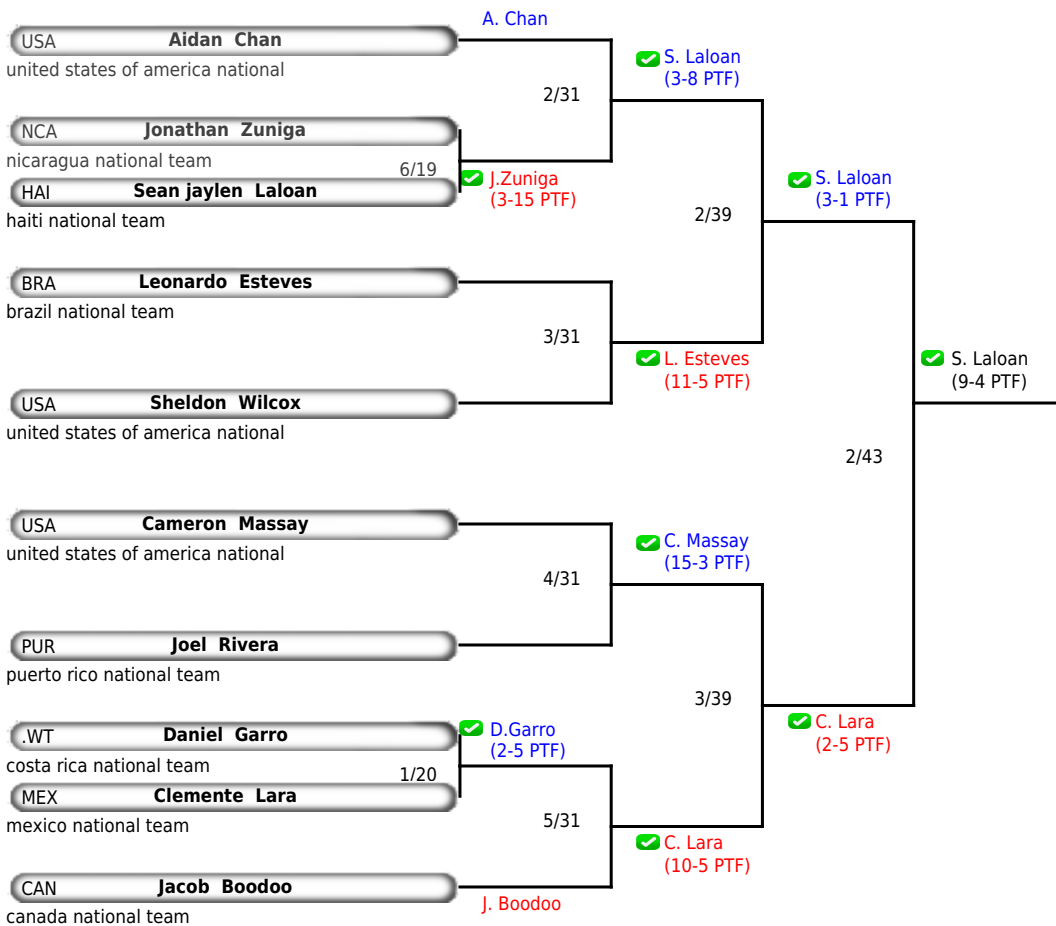 A. Chan
USA Aidan Chan
united states of america national
S. Laloan
(3-8 PTF)
2/31
NCA Jonathan Zuniga
nicaragua national team
6/19
HAI Sean jaylen Laloan
haiti national team
J.Zuniga
(3-15 PTF)
S. Laloan
(3-1 PTF)
2/39
BRA Leonardo Esteves
brazil national team
3/31
L. Esteves
(11-5 PTF)
S. Laloan
(9-4 PTF)
USA Sheldon Wilcox
united states of america national
2/43
USA Cameron Massay
united states of america national
C. Massay
(15-3 PTF)
4/31
PUR Joel Rivera
puerto rico national team
3/39
C. Lara
(2-5 PTF)
.WT Daniel Garro
costa rica national team
D.Garro
(2-5 PTF)
1/20
MEX Clemente Lara
mexico national team
5/31
C. Lara
(10-5 PTF)
CAN Jacob Boodoo
canada national team
J. Boodoo